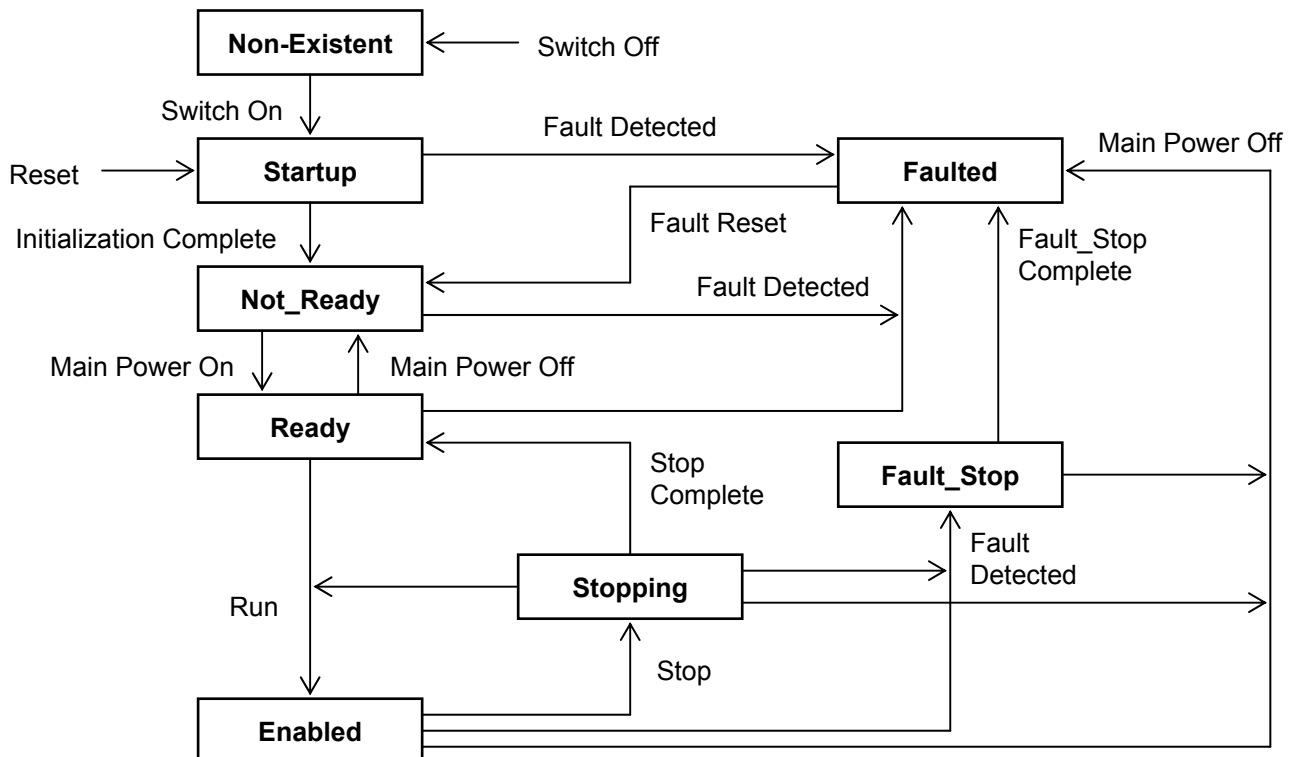 Non-Existent
Switch Off
Switch On
Fault Detected
Main Power Off
Reset
Startup
Faulted
Fault Reset
Fault_Stop
Complete
Initialization Complete
Not_Ready
Fault Detected
Main Power On
Main Power Off
Ready
Stop
Complete
Fault_Stop
Fault
Detected
Stopping
Run
Stop
Enabled